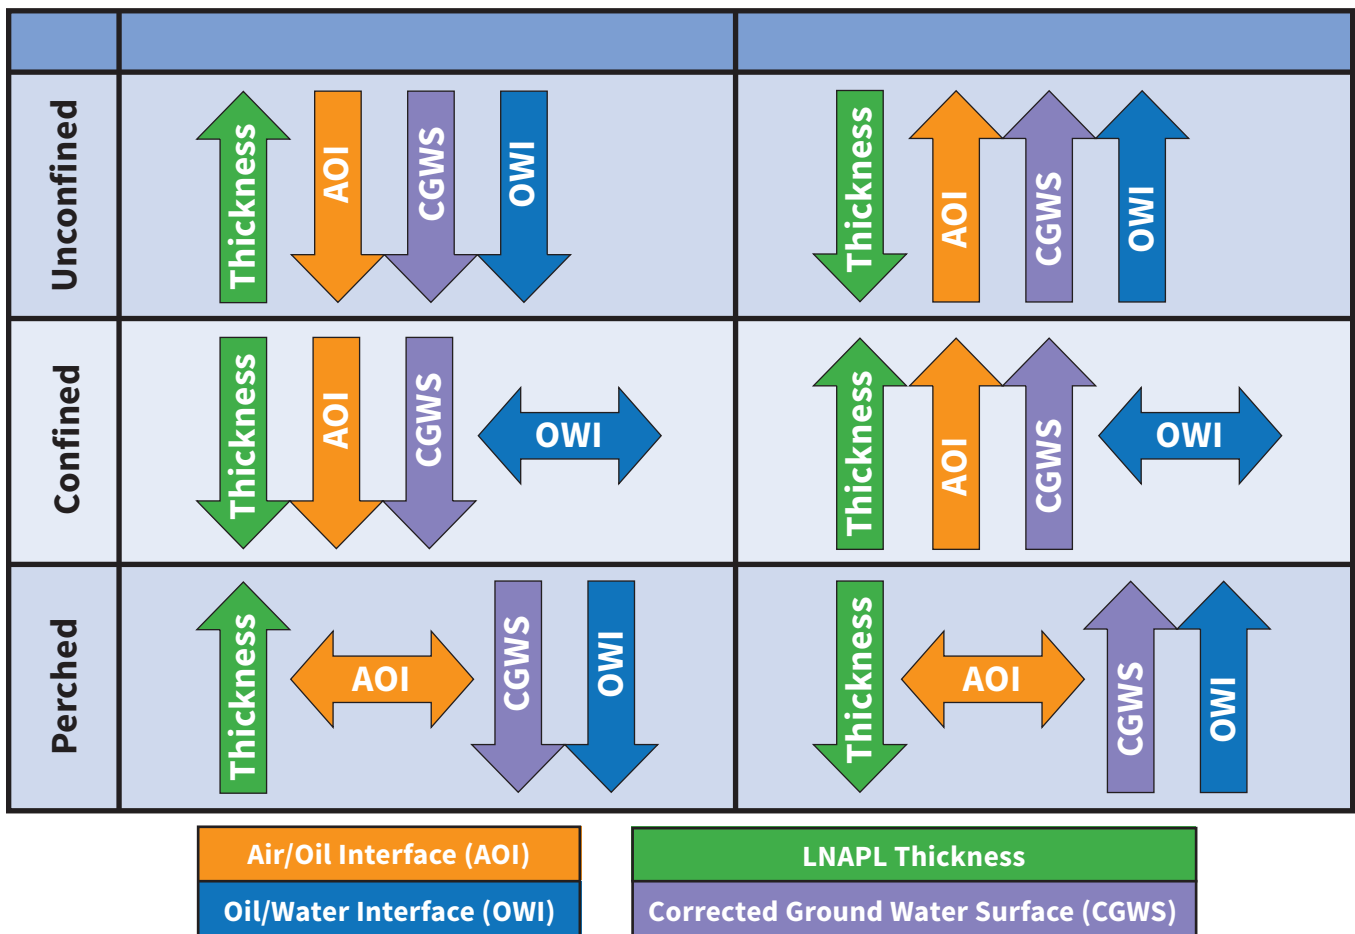 Unconfined
Thickness
AOI
CGWS
OWI
Thickness
AOI
CGWS
OWI
Confined
Thickness
AOI
CGWS
OWI
Thickness
AOI
CGWS
OWI
Perched
Thickness
AOI
CGWS
OWI
Thickness
AOI
CGWS
OWI
Air/Oil Interface (AOI)
LNAPL Thickness
Oil/Water Interface (OWI)
Corrected Ground Water Surface (CGWS)